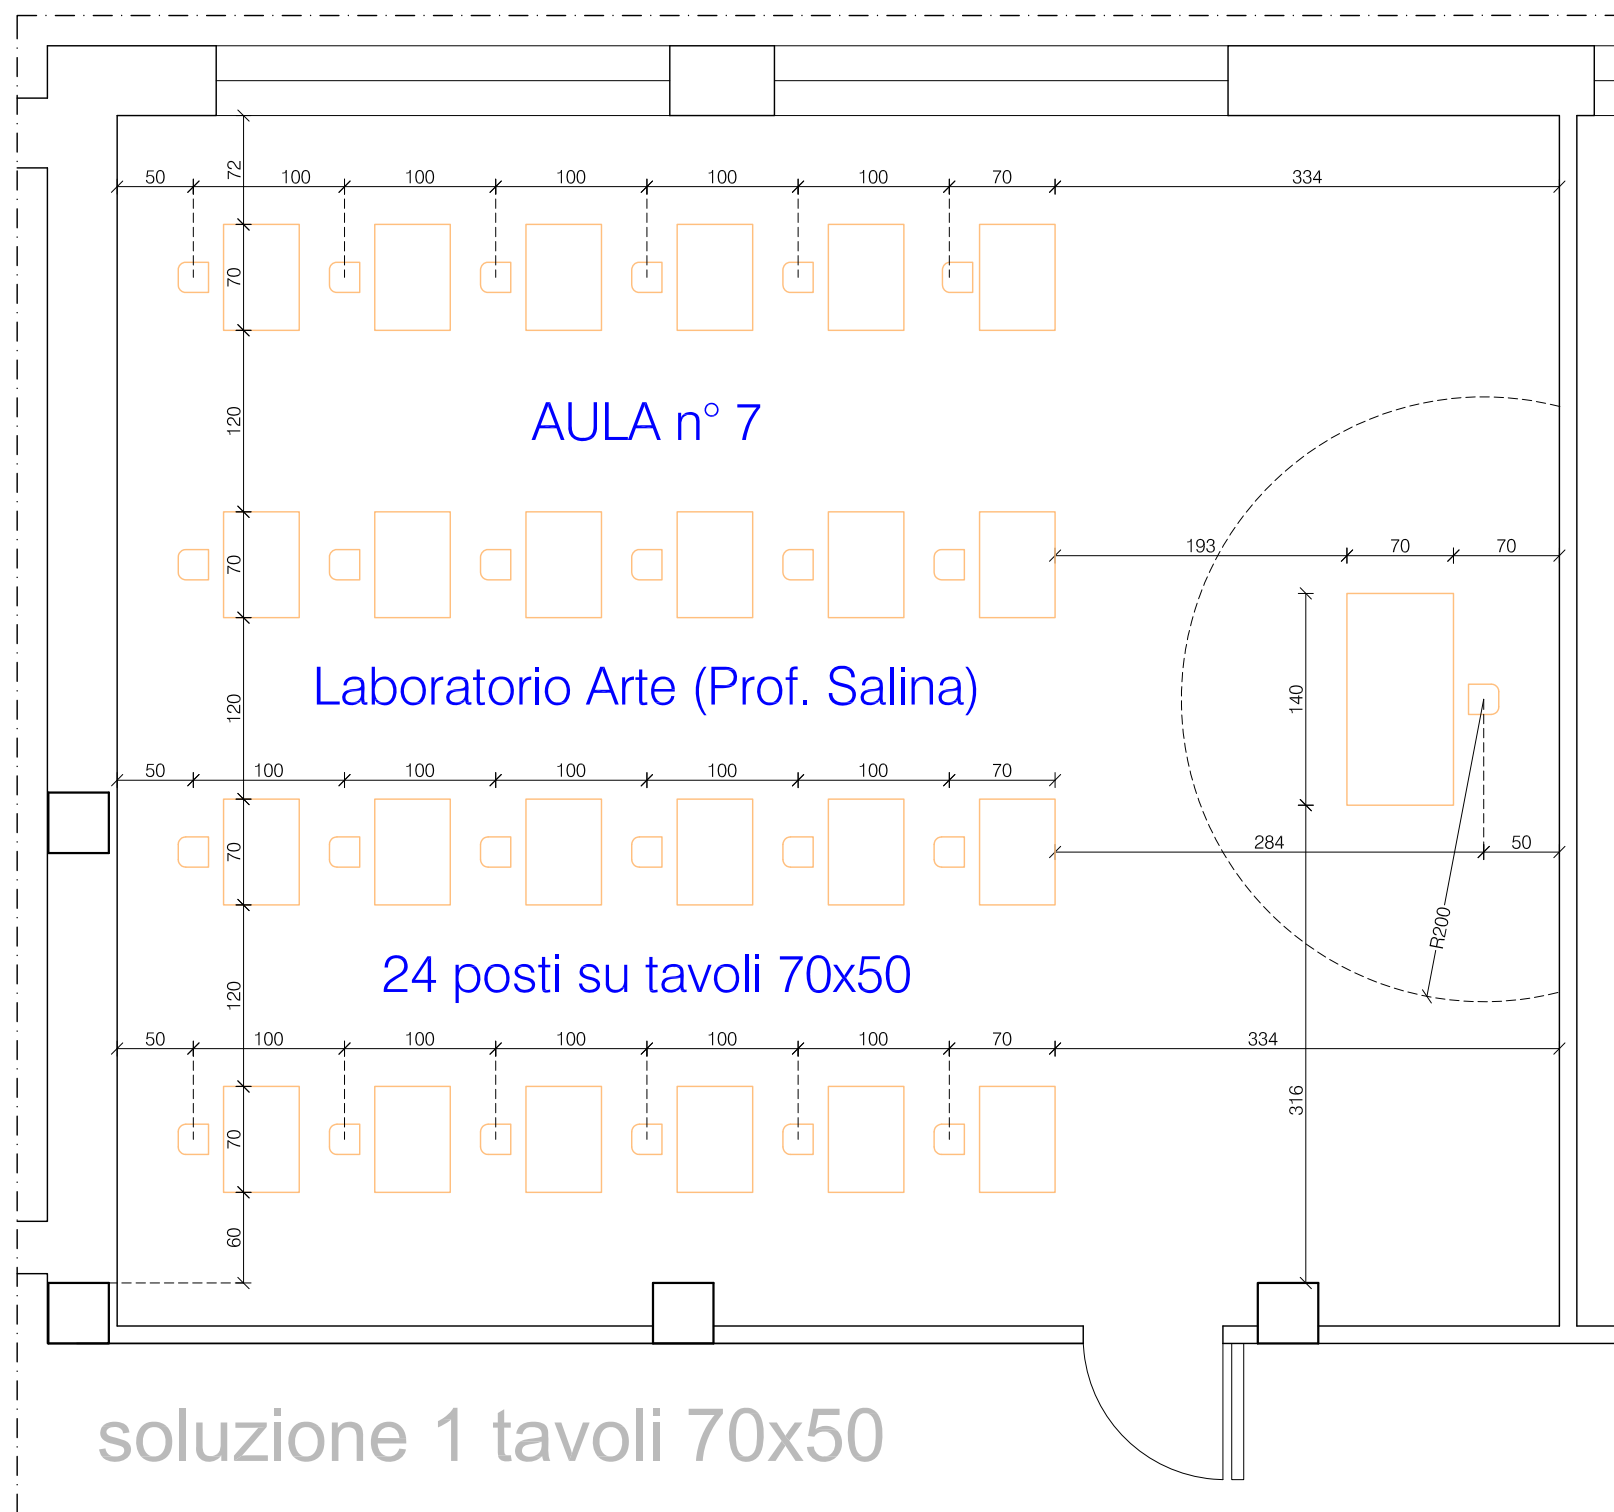 72
50 100 100 100 100 100 70 334
70
120
AULA n° 7
193 70 70
70
Laboratorio Arte (Prof. Salina)
120
140
50 100 100 100 100 100 70
70
284 50
R200
24 posti su tavoli 70x50
120
50 100 100 100 100 100 70 334
316
70
60
soluzione 1 tavoli 70x50